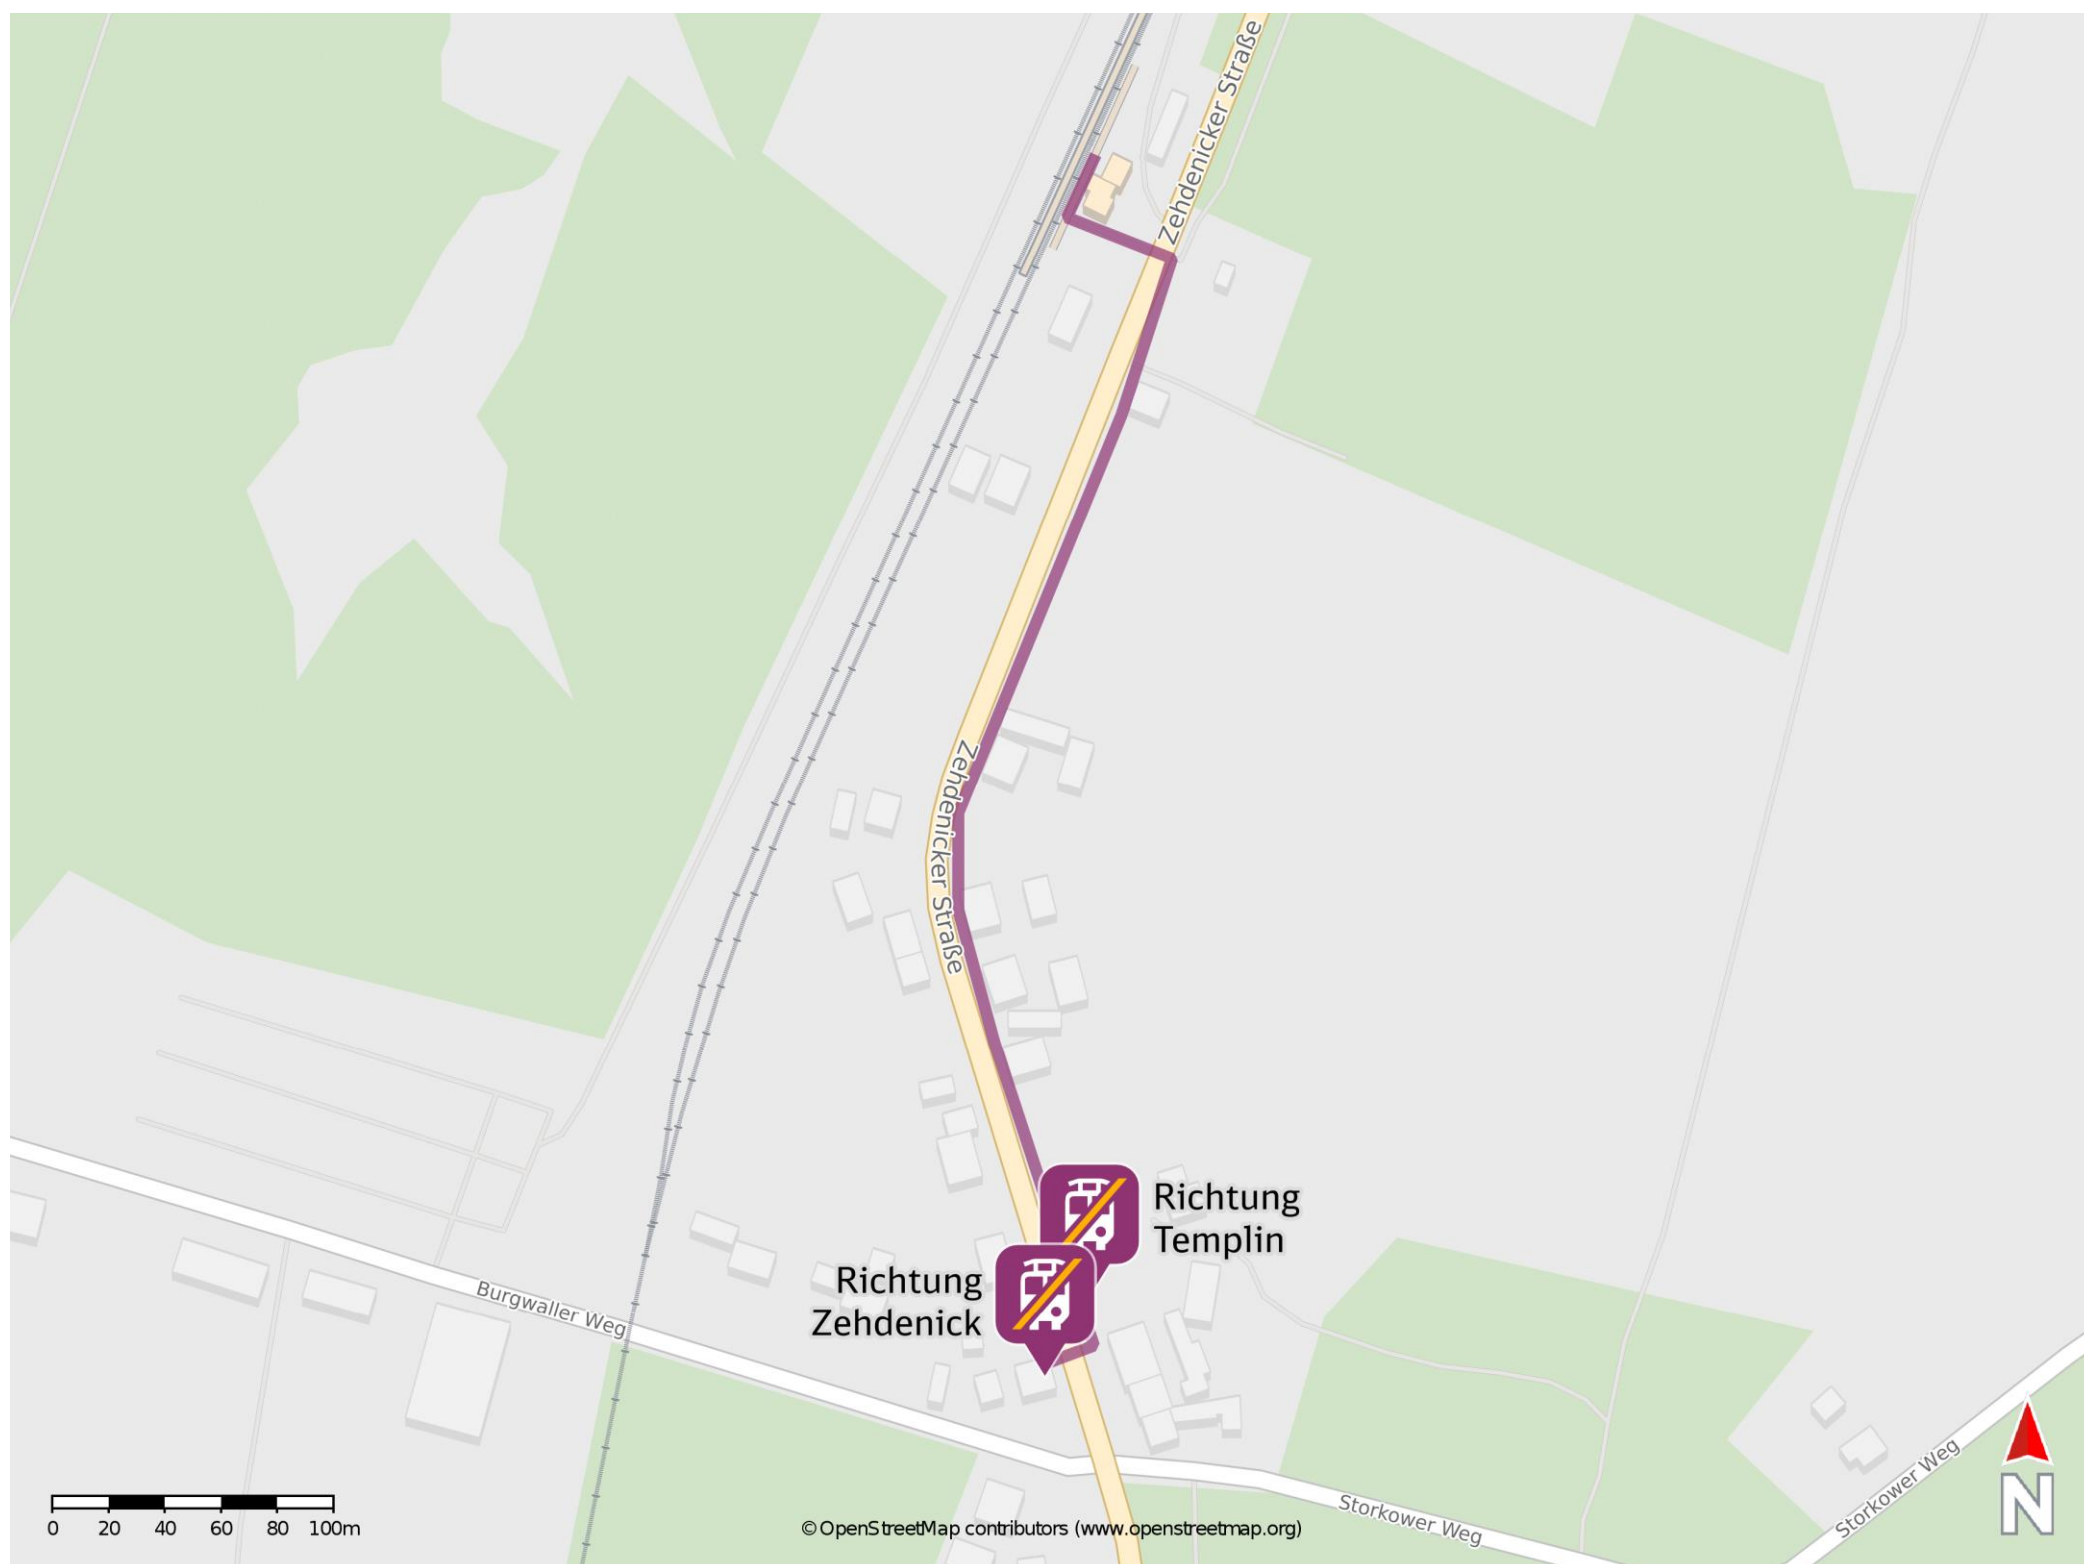 Zehdenicker Straße
Zehdenicker Straße
Richtung
Templin
Richtung
Zehdenick
Burgwaller Weg
Storkower Weg
Storkower Weg
N
0 20 40 60 80 100m
© OpenStreetMap contributors (www.openstreetmap.org)